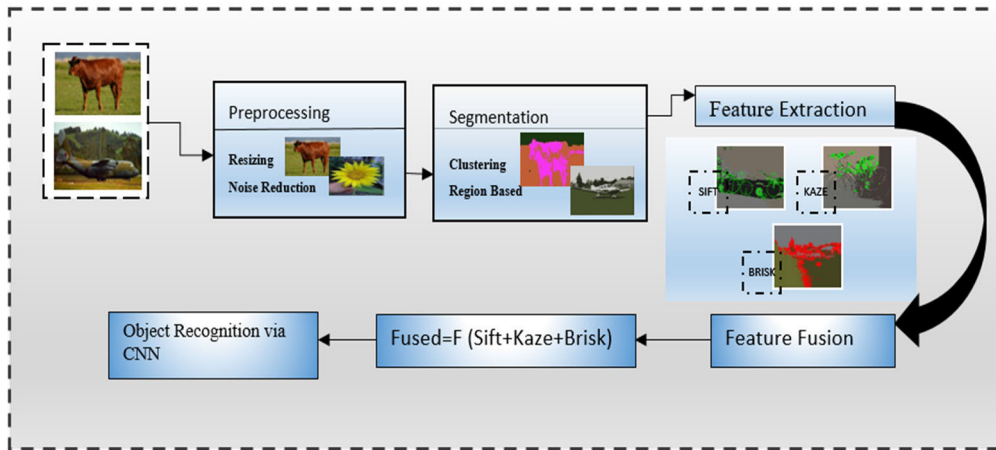 Preprocessing
Resizing
Noise Reduction
Segmentation
Clustering
Region Based
Feature Extraction
SIFT
KAZE
BRISK
Feature Fusion
Fused=F (Sift+Kaze+Brisk)
Object Recognition via
CNN